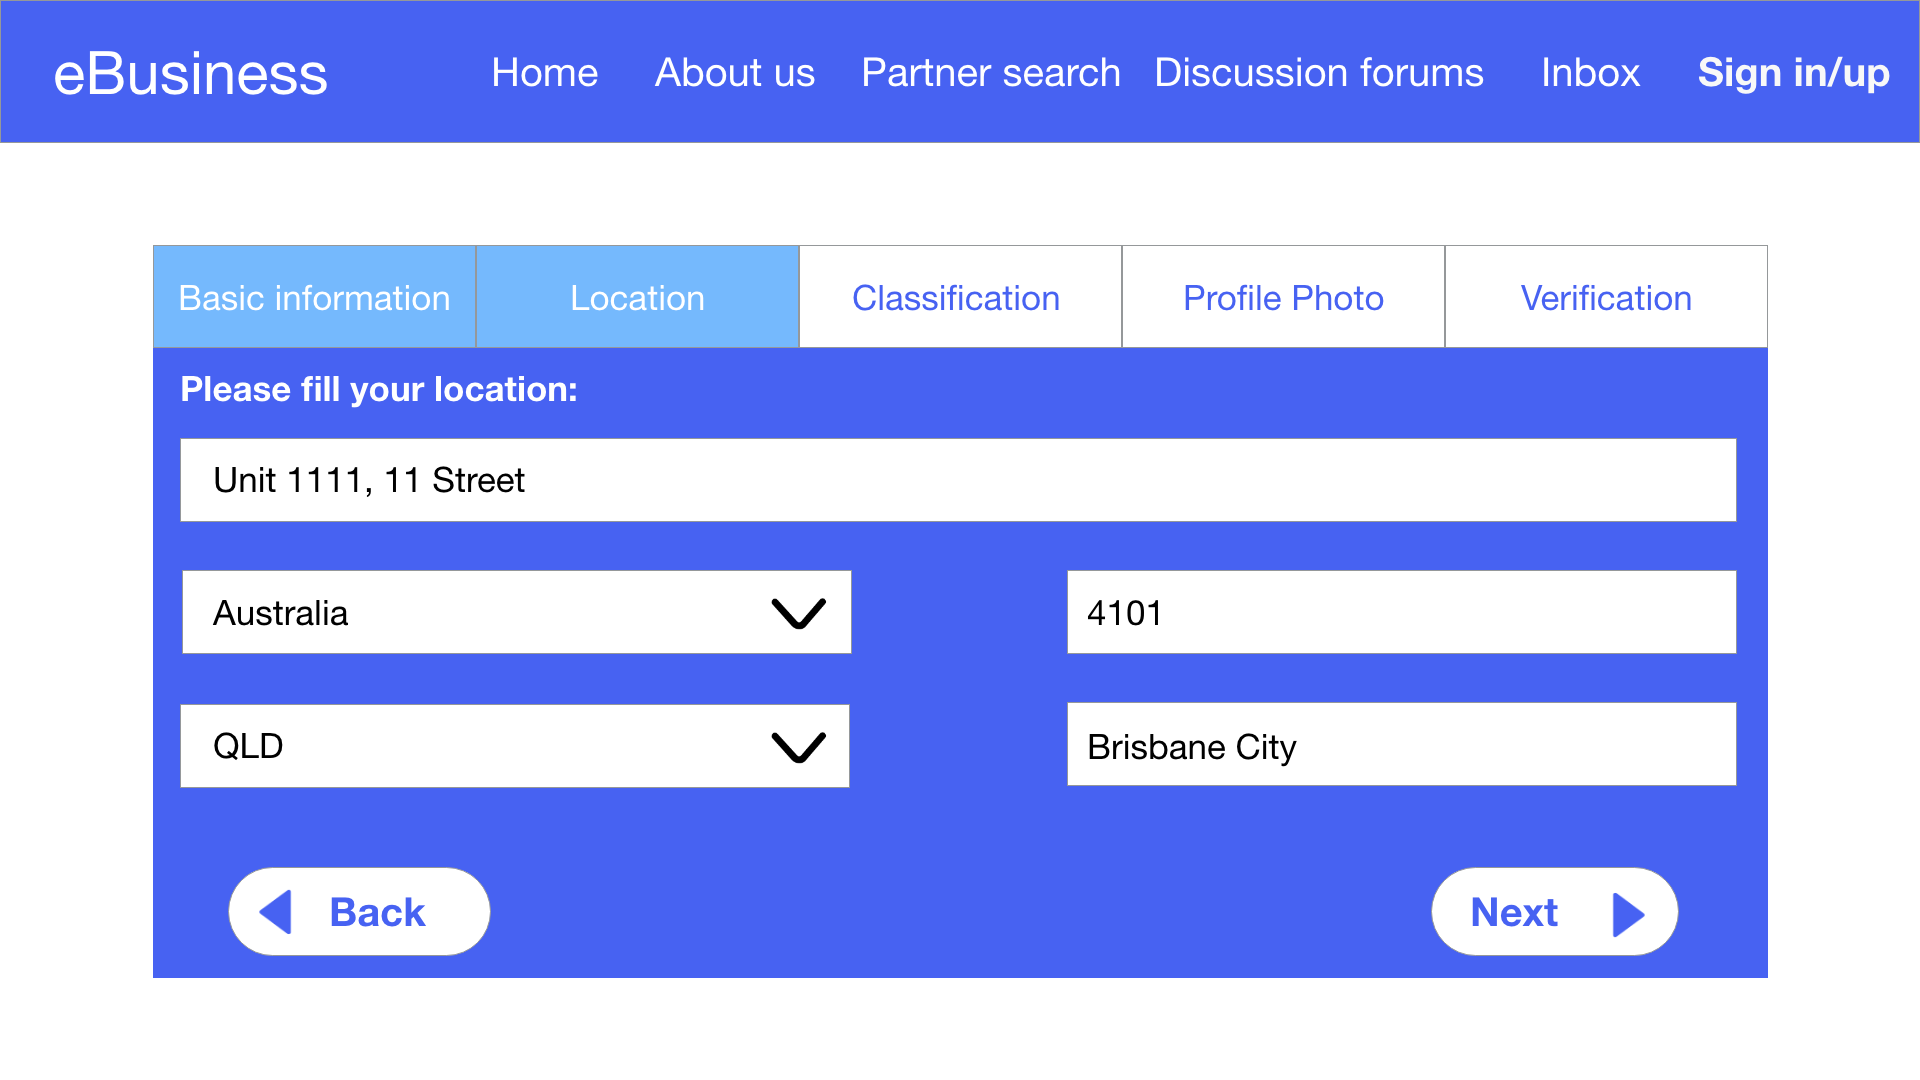 eBusiness Home About us Partner search Discussion forums Inbox Sign in/up
Basic information Location Classification Profile Photo Verification
Please fill your location:
Unit 1111, 11 Street
Australia 4101
QLD Brisbane City
Back Next